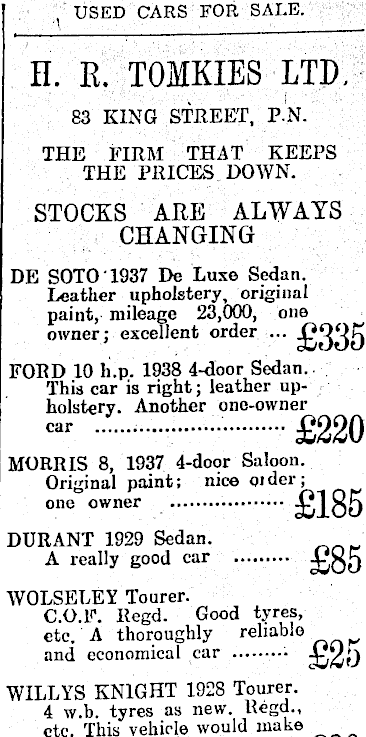 USED CARS FOR SALE.
H. R. TOMKIES LTD.
83 KING STREET, P.N.
THE FIRM THAT KEEPS
THE PRICES DOWN.
STOCKS ARE ALWAYS
CHANGING
DE SOTO 1937 De Luxe Sedan.
Leather upholstery, original
paint, mileage 23,000, one
owner; excellent order ... £335
FORD 10 h.p. 1938 4-door Sedan.
This car is right; leather up-
holstery. Another one-owner
car .............................. £220
MORRIS 8, 1937 4-door Saloon.
Original paint; nice order;
one owner .................. £185
DURANT 1929 Sedan.
A really good car ......... £85
WOLSELEY Tourer.
C.O.F. Regd. Good tyres,
etc. A thoroughly reliable
and economical car ......... £25
WILLYS KNIGHT 1928 Tourer.
4 w.b. tyres as new. Regd.,
etc. This vehicle would make